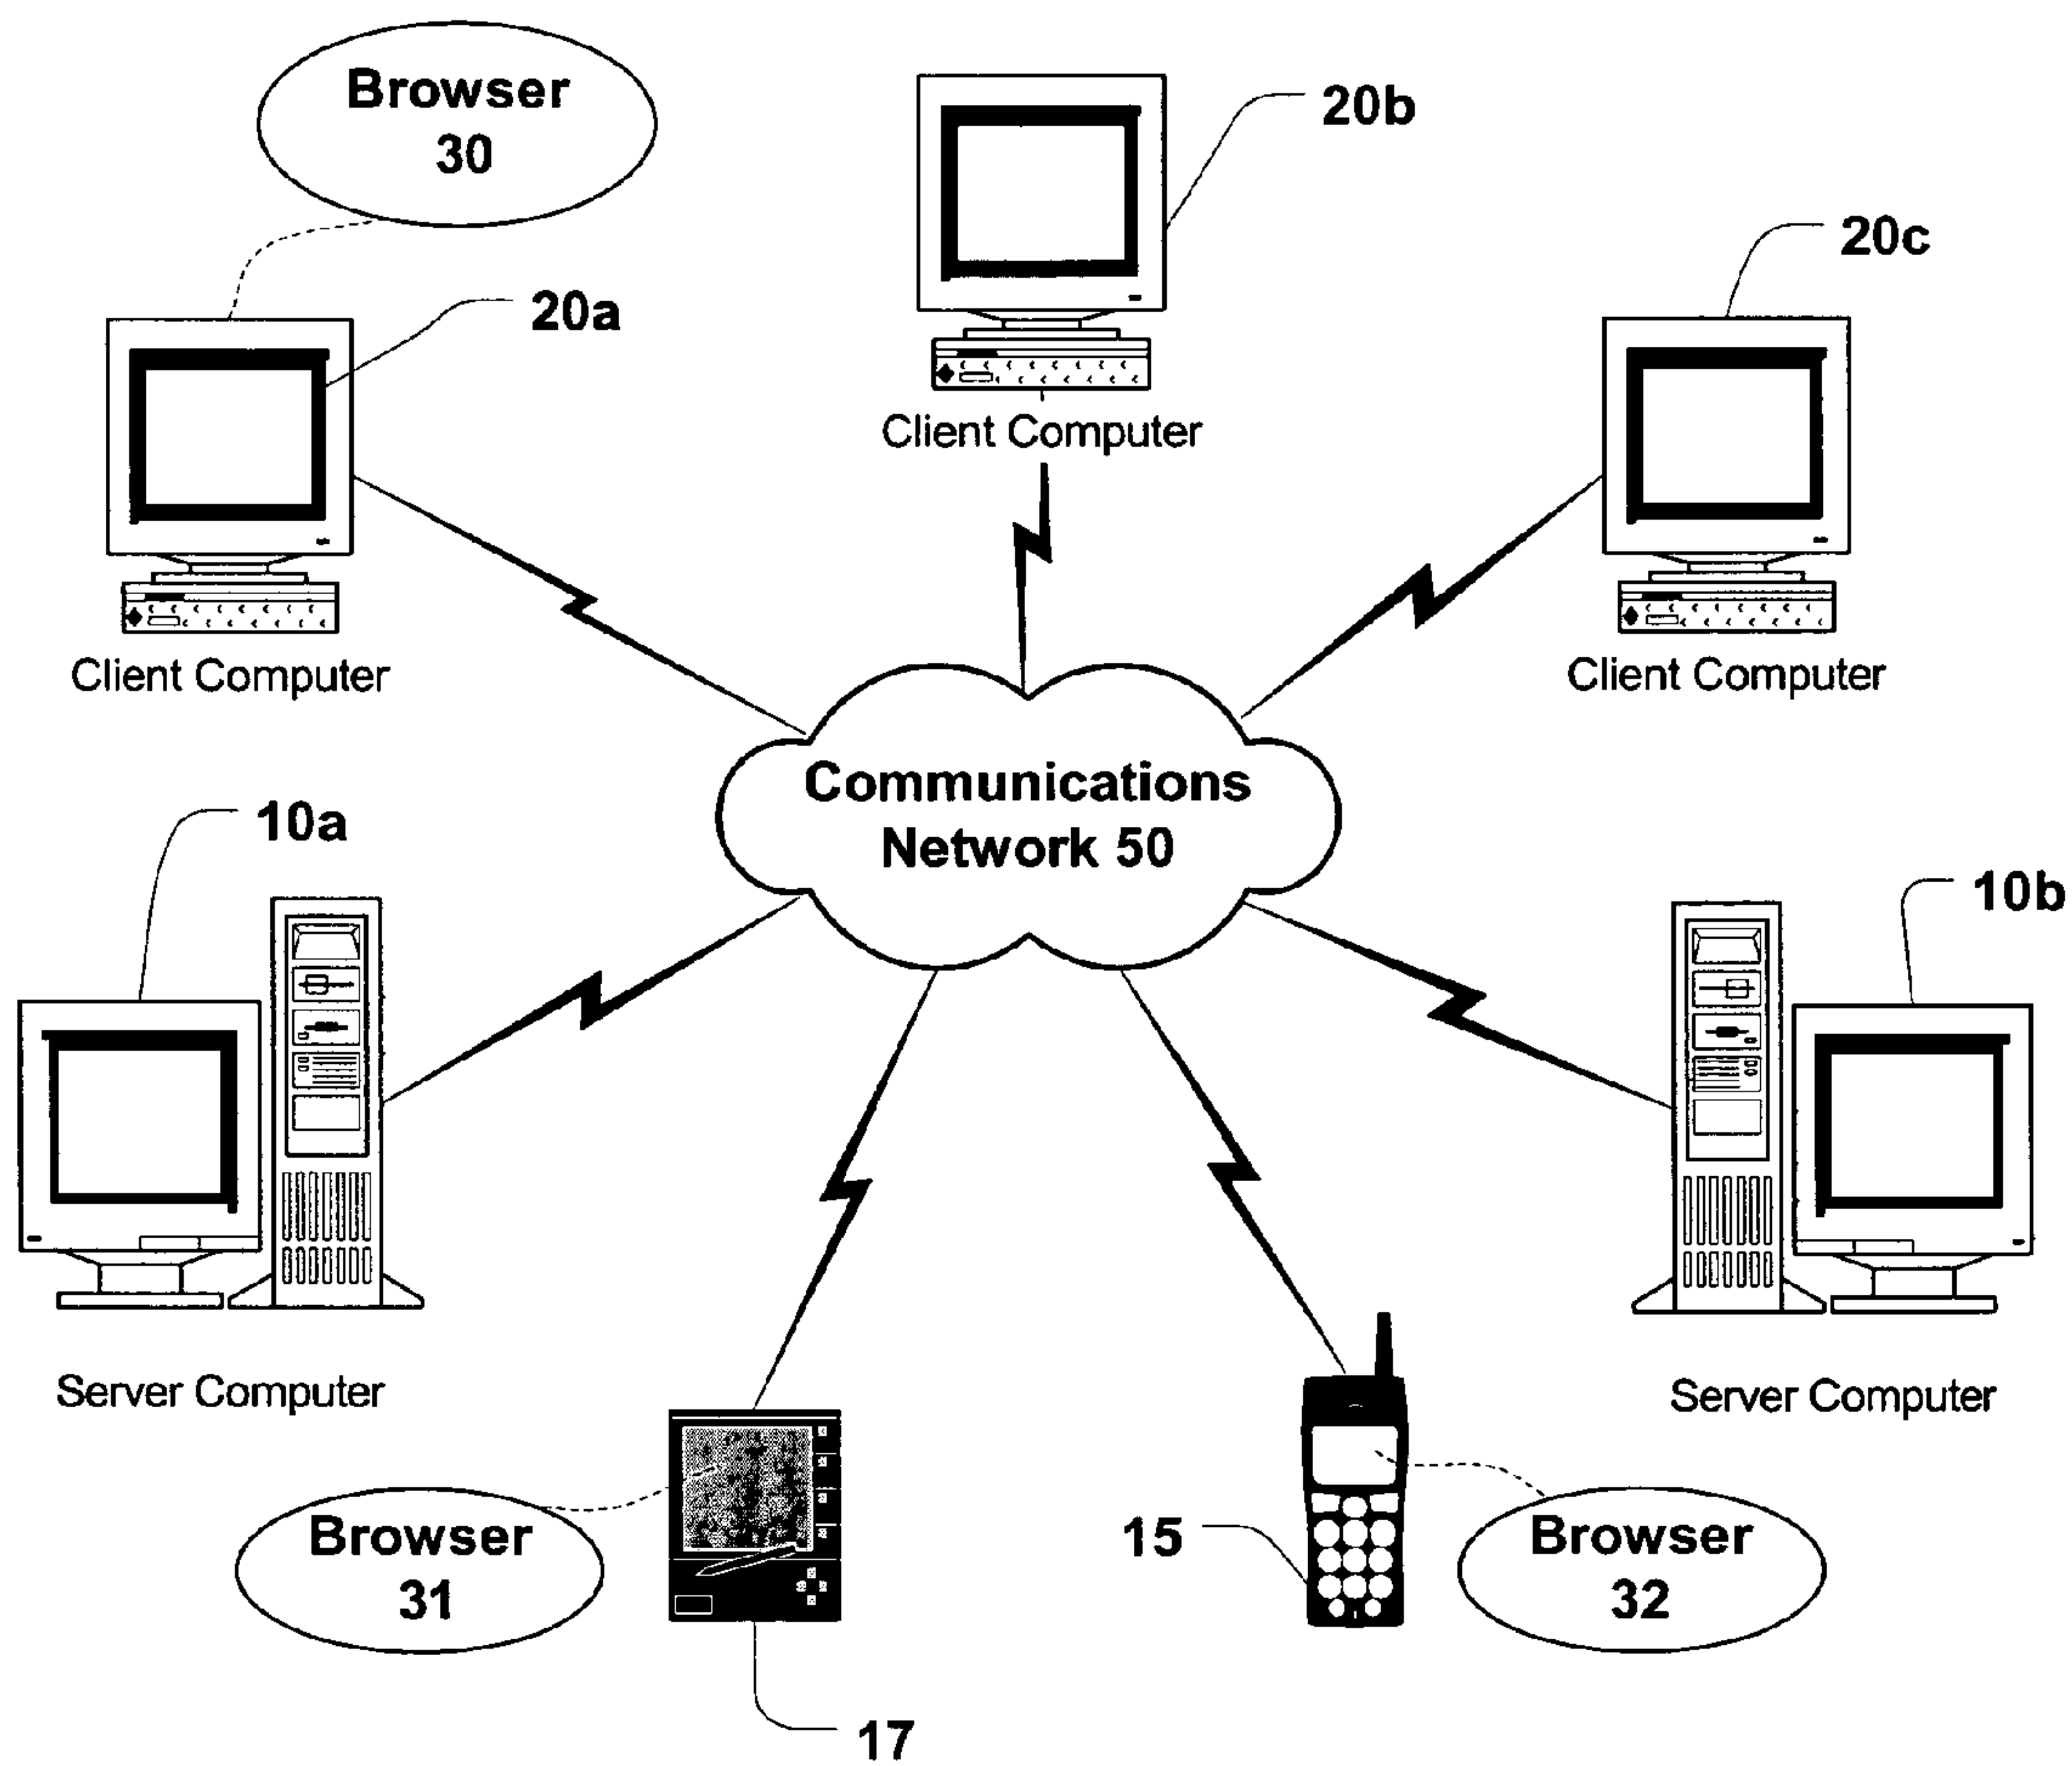 Browser
30
20b
20c
20a
Client Computer
Client Computer
Client Computer
Communications
Network 50
10a
10b
Server Computer
Server Computer
Browser
31
15
Browser
32
17